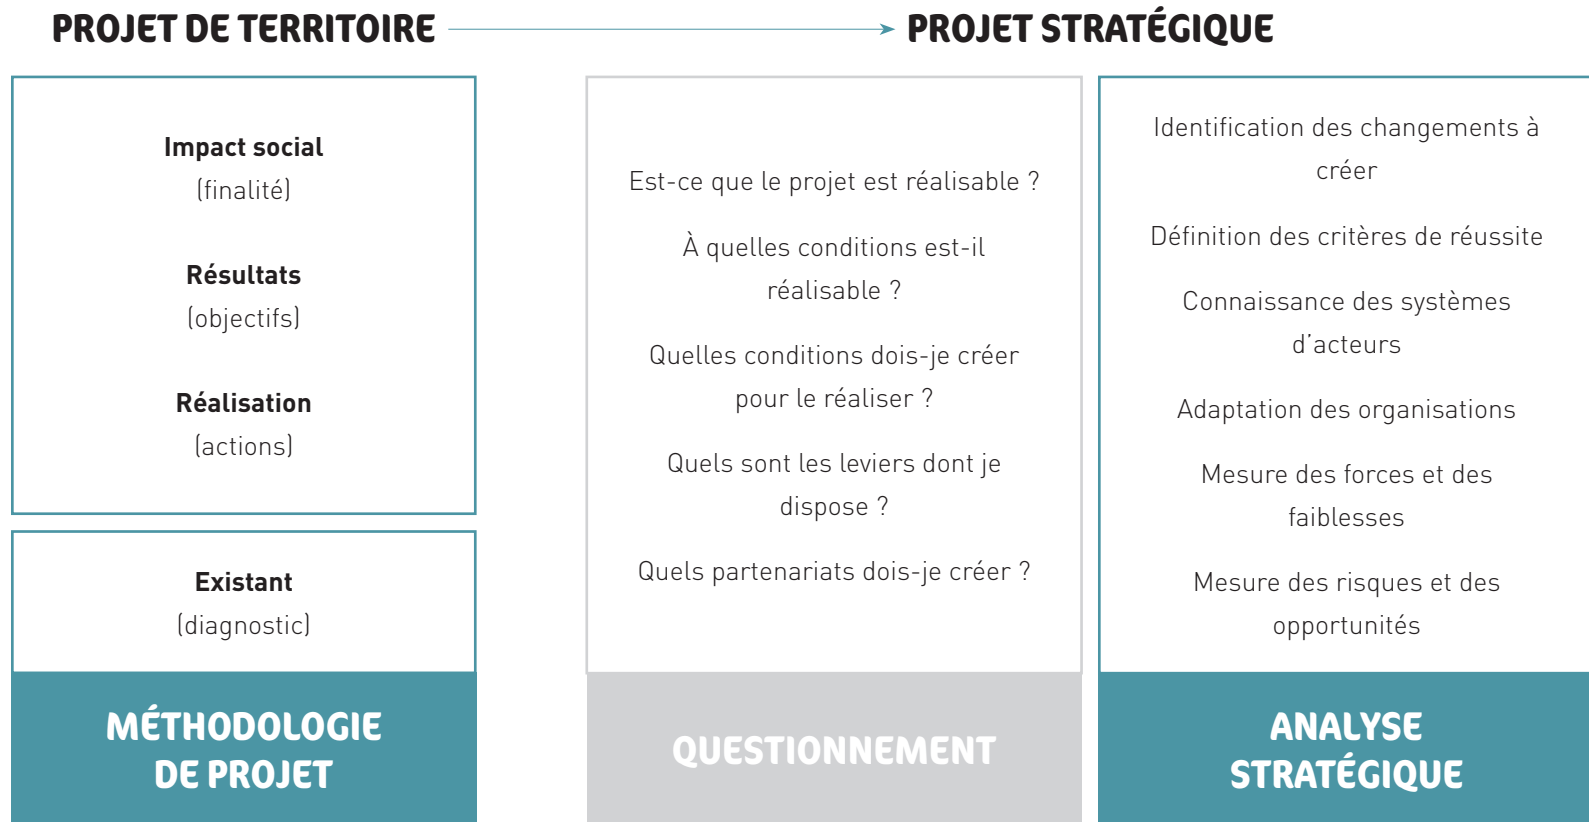 PROJET DE TERRITOIRE
PROJET STRATÉGIQUE
Impact social
(finalité)
Résultats
(objectifs)
Réalisation
(actions)
Existant
(diagnostic)
MÉTHODOLOGIE
DE PROJET
Est-ce que le projet est réalisable ?
À quelles conditions est-il
réalisable ?
Quelles conditions dois-je créer
pour le réaliser ?
Quels sont les leviers dont je
dispose ?
Quels partenariats dois-je créer ?
QUESTIONNEMENT
Identification des changements à
créer
Définition des critères de réussite
Connaissance des systèmes
d’acteurs
Adaptation des organisations
Mesure des forces et des
faiblesses
Mesure des risques et des
opportunités
ANALYSE
STRATÉGIQUE